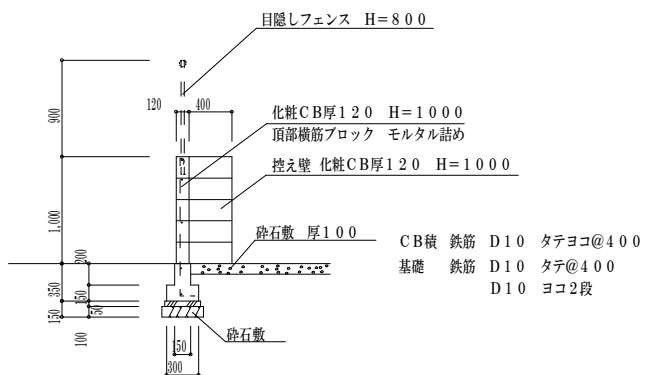 目隠しフェンス H=800
120
400
900
化粧CB厚120 H=1000
頂部横筋ブロック モルタル詰め
控え壁 化粧CB厚120 H=1000
1,000
砕石敷 厚100
CB積 鉄筋 D10 タテヨコ@400
基礎 鉄筋 D10 タテ@400
D10 ヨコ2段
200
350
150
150
50
100
砕石敷
150
300